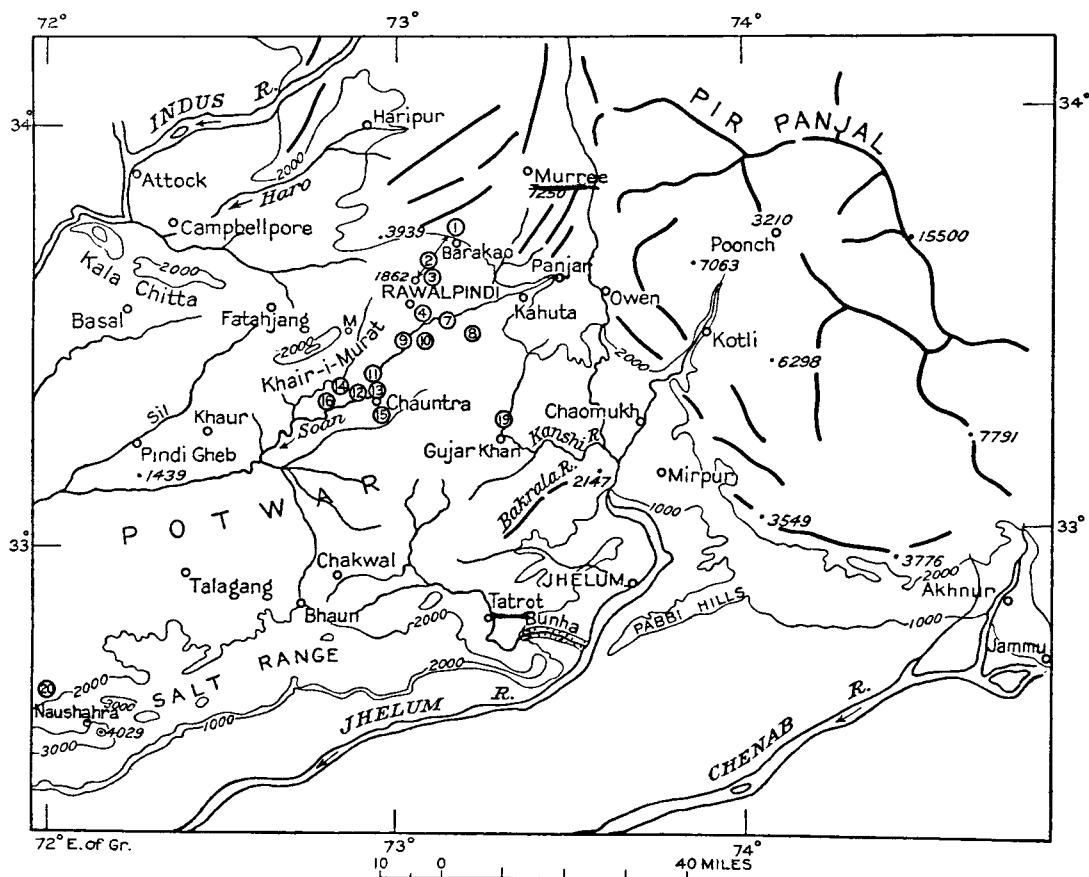 72° 73° 74°
34° 34°
INDUS R.
Haripur
PIR PANJAL
2000
Haro
Attock
Murree
7250
Campbellpore
3939
1
Barakao
3210
Poonch
15500
Kala Chitta
2000
2
3
1862
RAWALPINDI
Panjar
7063
Basal
Fatahjang
M
4
Kahuta
Owen
7
8
9
10
2000
Khair-i-Murat
2000
Kotli
6298
11
14
12
13
16
Chauntra
15
Sil
Khaur
Soan
19
Chaomukh
Gujar Khan
Kanshi R.
7791
Pindi Gheb
1439
Bakrala R.
2147
Mirpur
POTWAR
1000
3549
33° 33°
3776
2000
Chakwal
JHELUM
Akhnur
Talagang
Tatrot
Bhaun
2000
Bunha
PABBI HILLS
1000
Jammu
SALT RANGE
20
2000
3000
2000
Naushahra
4029
1000
3000
JHELUM R.
CHENAB R.
72° E. of Gr. 73° 74°
10 0 40 MILES